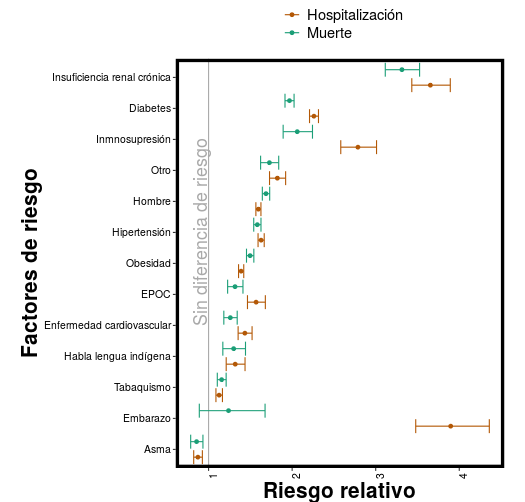 Hospitalización
Muerte
Factores de riesgo
Insuficiencia renal crónica
Diabetes
Inmnosupresión
Otro
Hombre
Hipertensión
Obesidad
EPOC
Enfermedad cardiovascular
Habla lengua indígena
Tabaquismo
Embarazo
Asma
Sin diferencia de riesgo
1
2
3
4
Riesgo relativo